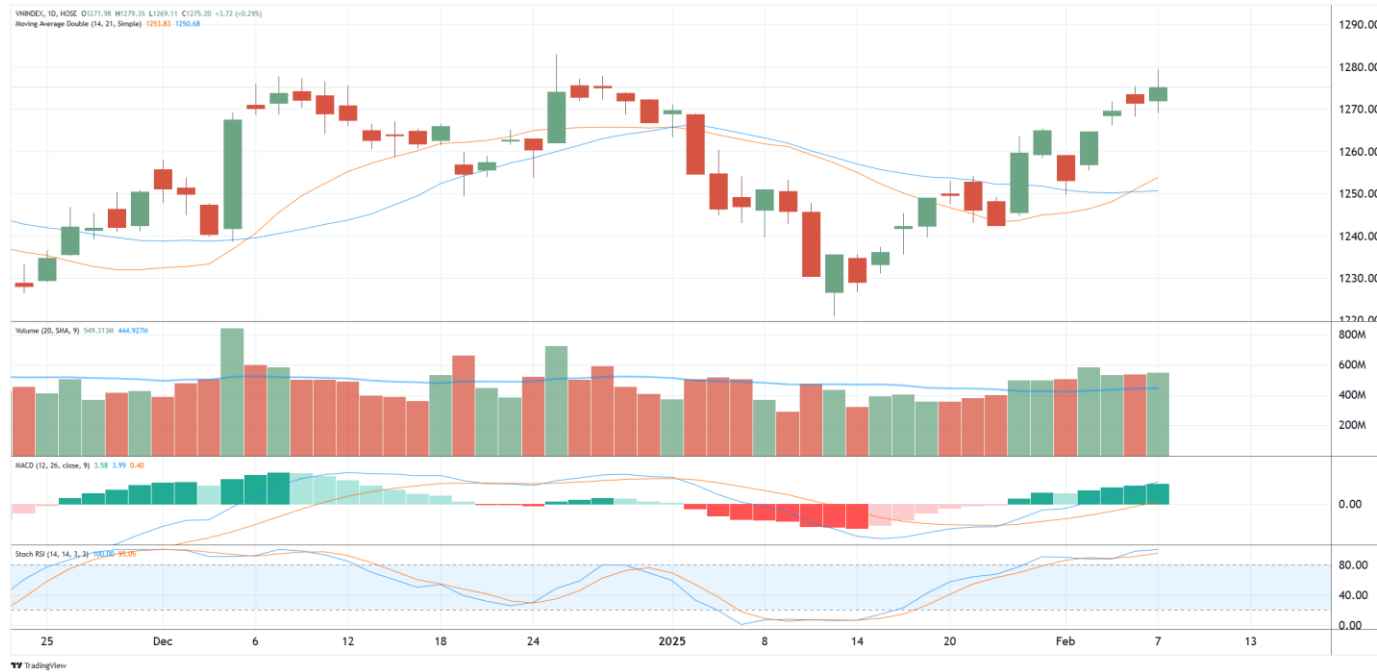 VNINDEX, 1D, HOSE O1271.98 H1279.35 L1269.11 C1275.20 +3.72 (+0.29%)
Moving Average Double (14, 21, Simple) 1253.83 1250.68
1290.00
1280.00
1270.00
1260.00
1250.00
1240.00
1230.00
1220.00
Volume (20, SMA, 9) 549.313M 444.927M
800M
600M
400M
200M
MACD (12, 26, close, 9) 3.58 3.99 0.40
0.00
Stoch RSI (14, 14, 3, 3) 100.00 95.05
80.00
40.00
0.00
25 Dec 6 12 18 24 2025 8 14 20 Feb 7 13
TradingView